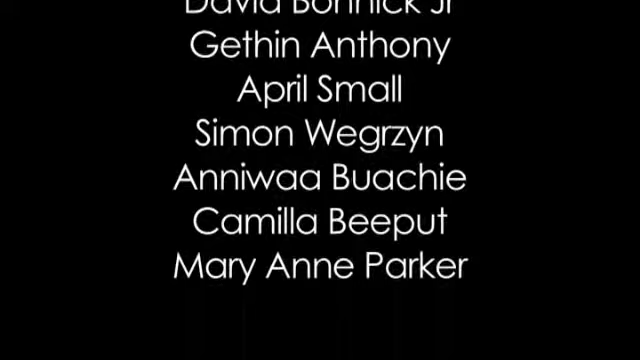 David Bonnick Jr
Gethin Anthony
April Small
Simon Wegrzyn
Anniwaa Buachie
Camilla Beeput
Mary Anne Parker